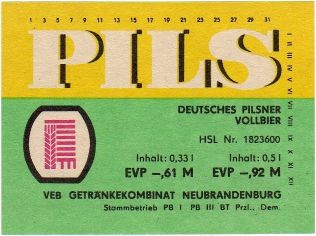 1 3 5 7 9 11 13 15 17 19 21 23 25 27 29 31
PILS
I II III IV V VI VII VIII IX X XI XII
DEUTSCHES PILSNER
VOLLBIER
HSL Nr. 1823600
Inhalt: 0,33 l Inhalt: 0,5 l
EVP –,61 M EVP –,92 M
VEB GETRÄNKEKOMBINAT NEUBRANDENBURG
Stammbetrieb PB I PB III BT Przl.. Dem.